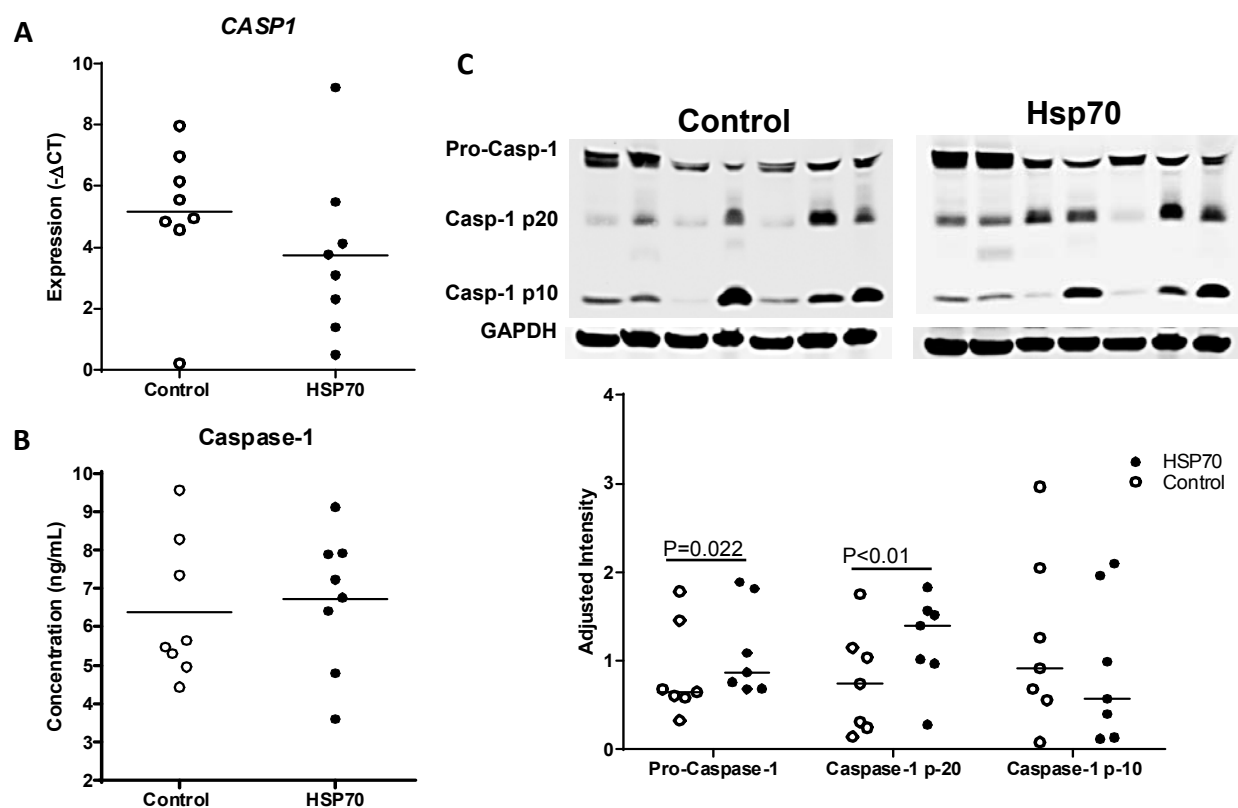 A
CASP1
Expression (-ΔCT)
10
8
6
4
2
0
Control
HSP70
B
Caspase-1
Concentration (ng/mL)
10
9
8
7
6
5
4
3
2
Control
HSP70
C
Control
Hsp70
Pro-Casp-1
Casp-1 p20
Casp-1 p10
GAPDH
Adjusted Intensity
4
3
2
1
0
HSP70
Control
P=0.022
P<0.01
Pro-Caspase-1
Caspase-1 p-20
Caspase-1 p-10